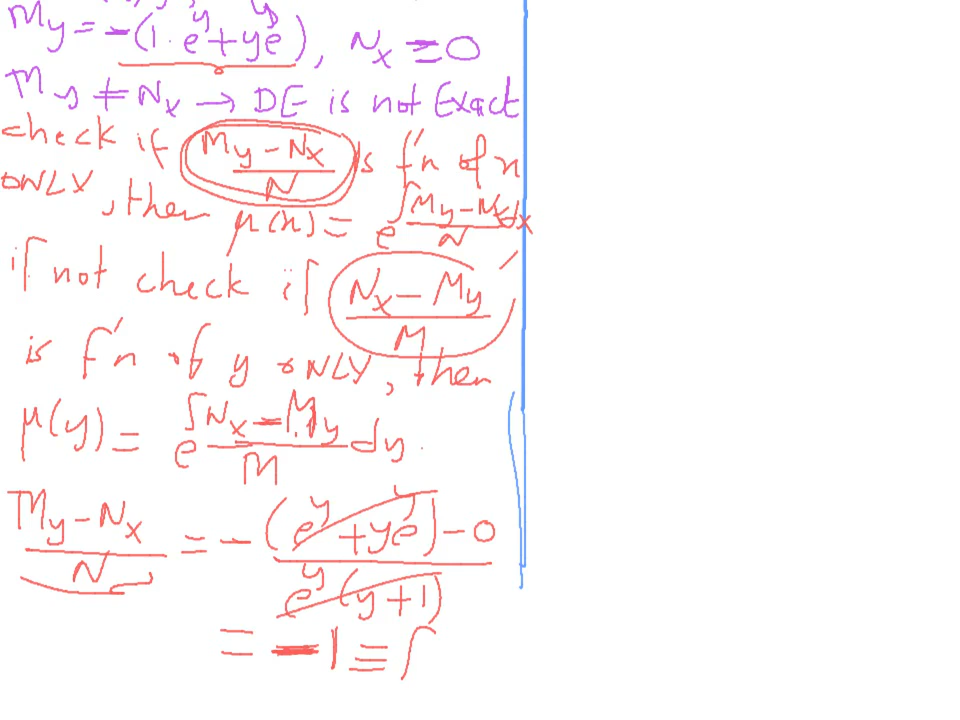 My = -(1·e^y + ye^y), Nx = 0
My ≠ Nx → DE is not Exact
check if (My - Nx)/N is f'n of x
ONLY, then μ(x) = e^∫(My - Nx)/N dx
if not check if (Nx - My)/M
is f'n of y ONLY, then
μ(y) = e^∫(Nx - My)/M dy.
(My - Nx)/N = -(e^y + ye^y) - 0 / e^y(y+1)
= -1 ≡ f